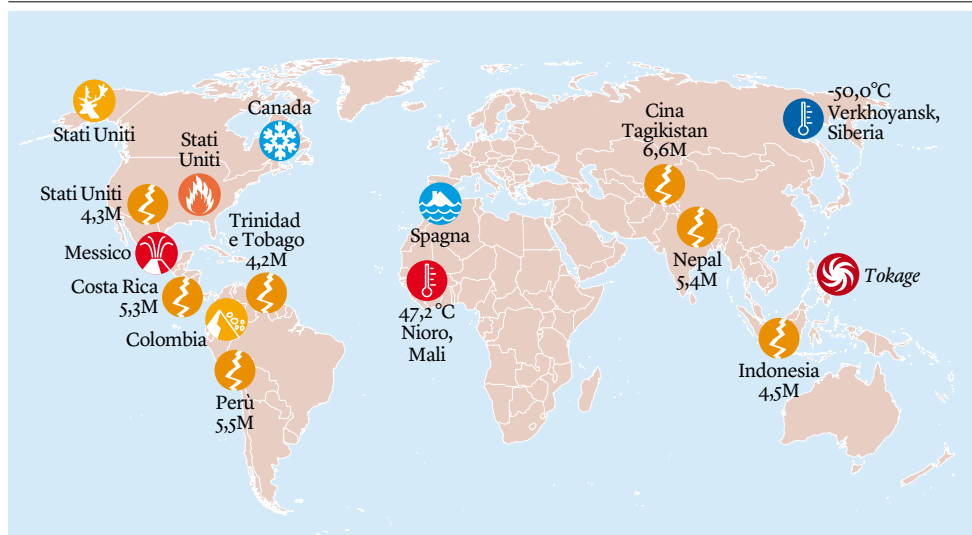 Stati Uniti
Canada
Stati
Uniti
Stati Uniti
4,3M
Trinidad
e Tobago
4,2M
Messico
Costa Rica
5,3M
Colombia
Perù
5,5M
Spagna
47,2 °C
Nioro,
Mali
Cina
Tagikistan
6,6M
-50,0°C
Verkhoyansk,
Siberia
Nepal
5,4M
Tokage
Indonesia
4,5M